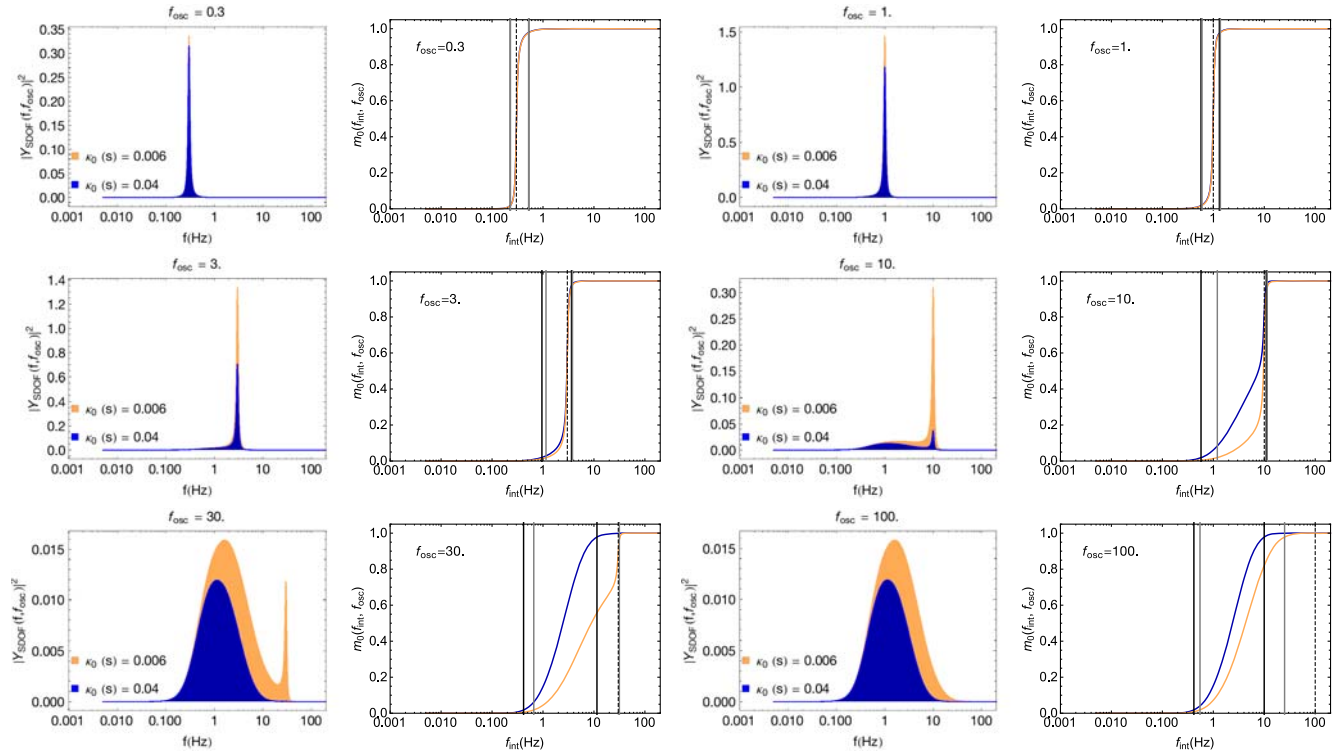 f_osc = 0.3
|Y_SDOF(f,f_osc)|²
0.35
0.30
0.25
0.20
0.15
0.10
0.05
0.00
κ₀ (s) = 0.006
κ₀ (s) = 0.04
0.001 0.010 0.100 1 10 100
f(Hz)
m₀(f_int, f_osc)
1.0
0.8
0.6
0.4
0.2
0.0
f_osc=0.3
0.001 0.010 0.100 1 10 100
f_int(Hz)
f_osc = 1.
|Y_SDOF(f,f_osc)|²
1.5
1.0
0.5
0.0
κ₀ (s) = 0.006
κ₀ (s) = 0.04
0.001 0.010 0.100 1 10 100
f(Hz)
m₀(f_int, f_osc)
1.0
0.8
0.6
0.4
0.2
0.0
f_osc=1.
0.001 0.010 0.100 1 10 100
f_int(Hz)
f_osc = 3.
|Y_SDOF(f,f_osc)|²
1.4
1.2
1.0
0.8
0.6
0.4
0.2
0.0
κ₀ (s) = 0.006
κ₀ (s) = 0.04
0.001 0.010 0.100 1 10 100
f(Hz)
m₀(f_int, f_osc)
1.0
0.8
0.6
0.4
0.2
0.0
f_osc=3.
0.001 0.010 0.100 1 10 100
f_int(Hz)
f_osc = 10.
|Y_SDOF(f,f_osc)|²
0.30
0.25
0.20
0.15
0.10
0.05
0.00
κ₀ (s) = 0.006
κ₀ (s) = 0.04
0.001 0.010 0.100 1 10 100
f(Hz)
m₀(f_int, f_osc)
1.0
0.8
0.6
0.4
0.2
0.0
f_osc=10.
0.001 0.010 0.100 1 10 100
f_int(Hz)
f_osc = 30.
|Y_SDOF(f,f_osc)|²
0.015
0.010
0.005
0.000
κ₀ (s) = 0.006
κ₀ (s) = 0.04
0.001 0.010 0.100 1 10 100
f(Hz)
m₀(f_int, f_osc)
1.0
0.8
0.6
0.4
0.2
0.0
f_osc=30.
0.001 0.010 0.100 1 10 100
f_int(Hz)
f_osc = 100.
|Y_SDOF(f,f_osc)|²
0.015
0.010
0.005
0.000
κ₀ (s) = 0.006
κ₀ (s) = 0.04
0.001 0.010 0.100 1 10 100
f(Hz)
m₀(f_int, f_osc)
1.0
0.8
0.6
0.4
0.2
0.0
f_osc=100.
0.001 0.010 0.100 1 10 100
f_int(Hz)